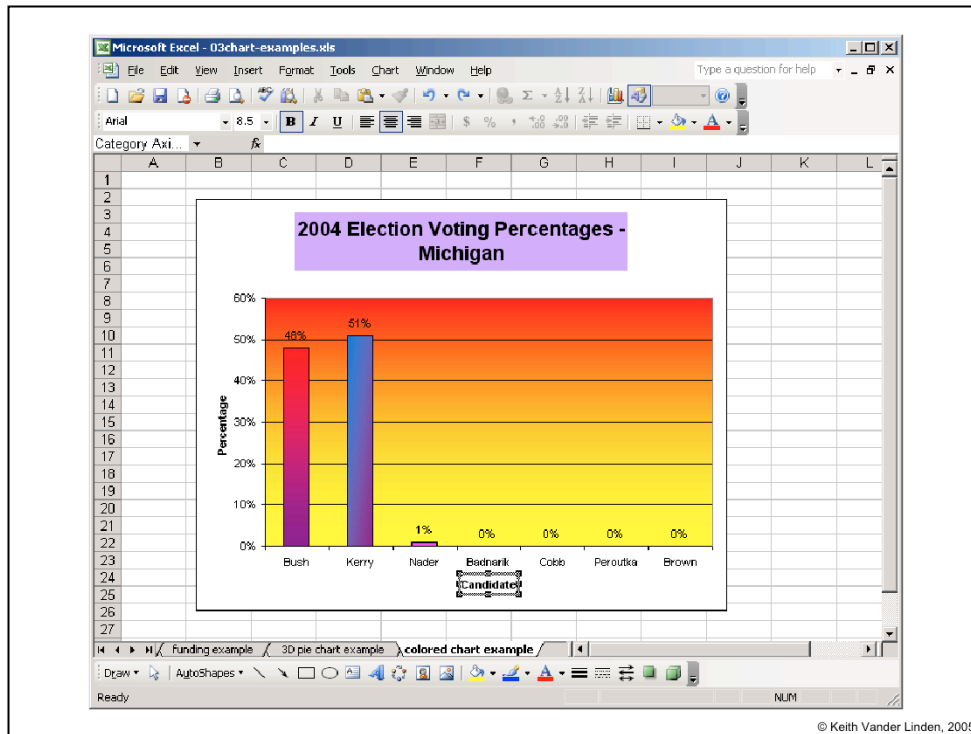 Microsoft Excel - 03chart-examples.xls
File Edit View Insert Format Tools Chart Window Help Type a question for help
Arial 8.5 B I U $ % ,
Category Axi... fx
A B C D E F G H I J K L
1
2
3
4
5
6
7
8
9
10
11
12
13
14
15
16
17
18
19
20
21
22
23
24
25
26
27
2004 Election Voting Percentages -
Michigan
60%
50%
40%
30%
20%
10%
0%
Percentage
48% 51% 1% 0% 0% 0% 0%
Bush Kerry Nader Badnarik Cobb Peroutka Brown
Candidate
funding example 3D pie chart example colored chart example
Draw AutoShapes
Ready NUM
© Keith Vander Linden, 2005